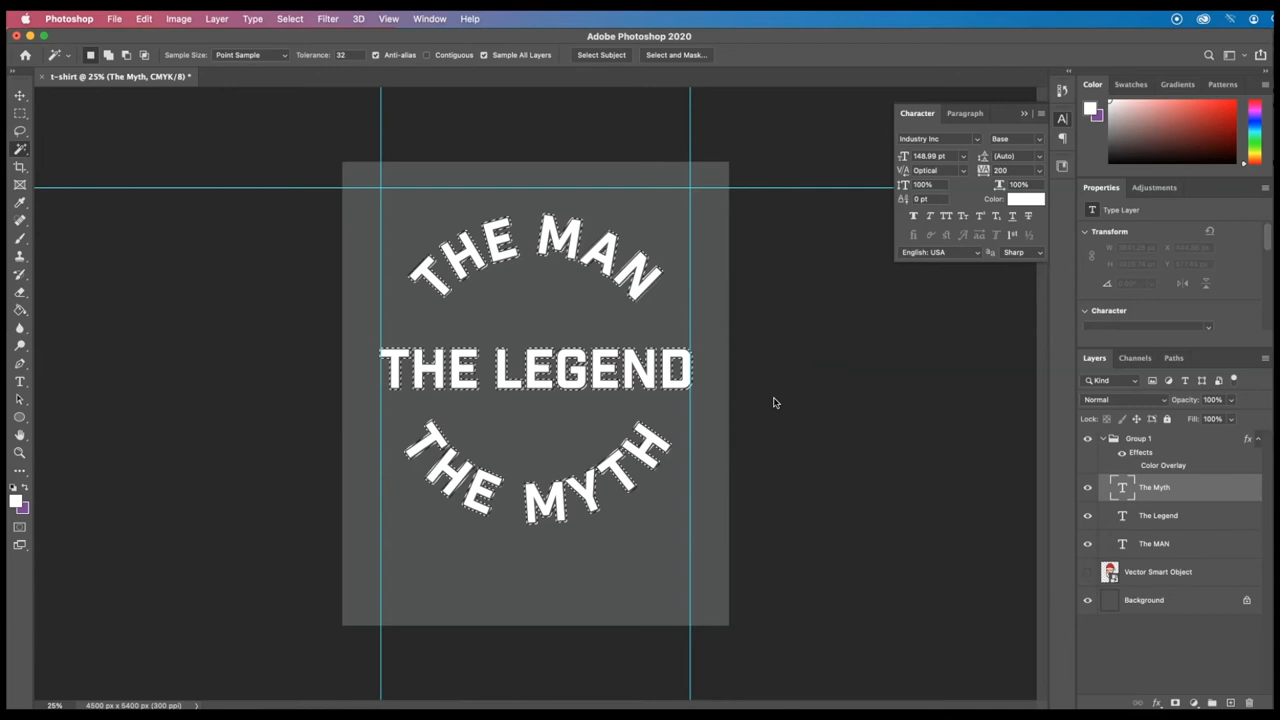 Photoshop File Edit Image Layer Type Select Filter 3D View Window Help
Adobe Photoshop 2020
Sample Size: Point Sample Tolerance: 32 Anti-alias Contiguous Sample All Layers Select Subject Select and Mask...
t-shirt @ 25% (The Myth, CMYK/8) *
Color Swatches Gradients Patterns
Character Paragraph
Industry Inc Base
148.99 pt (Auto)
Optical 200
100% 100%
0 pt Color:
English: USA Sharp
Properties Adjustments
Type Layer
Transform
Character
Layers Channels Paths
Kind
Normal Opacity: 100%
Lock: Fill: 100%
Group 1 fx
Effects
Color Overlay
The Myth
The Legend
The MAN
Vector Smart Object
Background
THE MAN
THE LEGEND
THE MYTH
25% 4500 px x 5400 px (300 ppi)